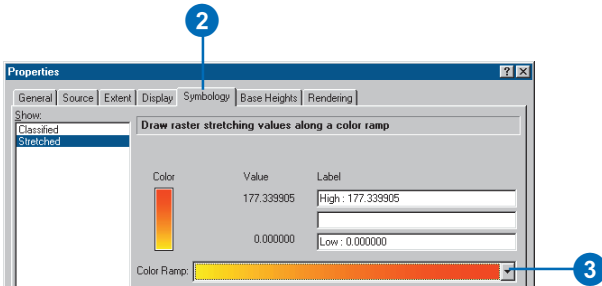 2
Properties
General Source Extent Display Symbology Base Heights Rendering
Show:
Classified
Stretched
Draw raster stretching values along a color ramp
Color Value Label
177.339905 High : 177.339905
0.000000 Low : 0.000000
Color Ramp:
3